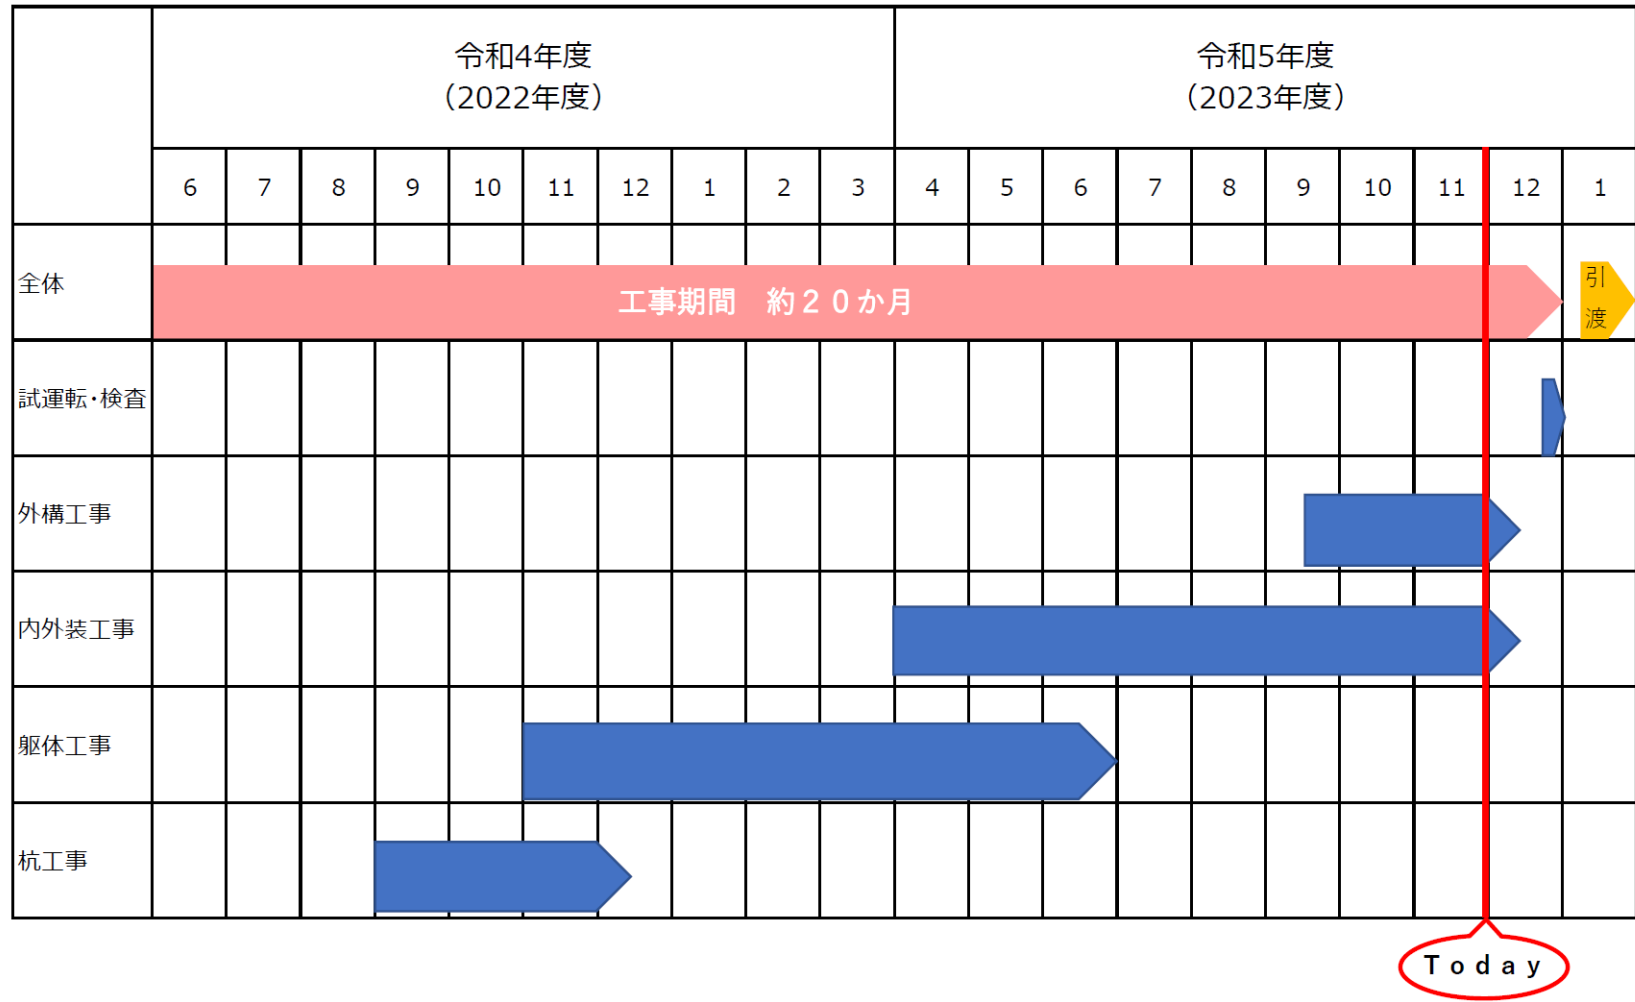 令和4年度
（2022年度）
令和5年度
（2023年度）
6 7 8 9 10 11 12 1 2 3 4 5 6 7 8 9 10 11 12 1
全体
工事期間　約２０か月
引
渡
試運転・検査
外構工事
内外装工事
躯体工事
杭工事
Ｔｏｄａｙ